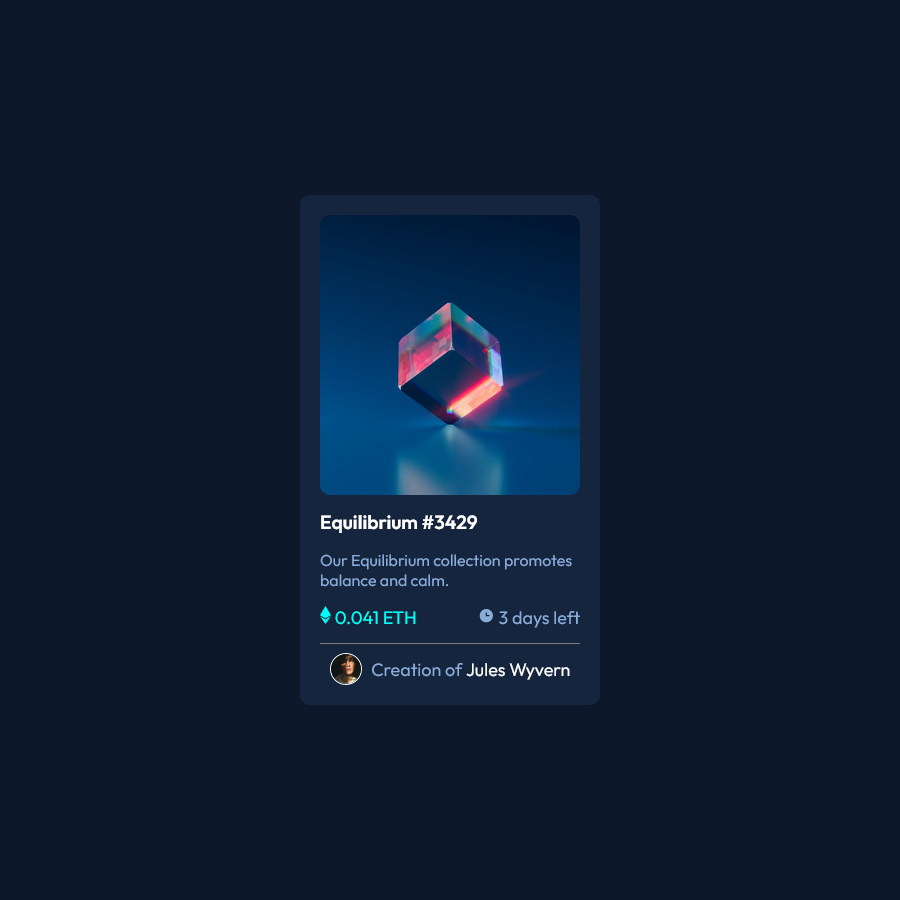 Equilibrium #3429
Our Equilibrium collection promotes
balance and calm.
0.041 ETH 3 days left
Creation of Jules Wyvern